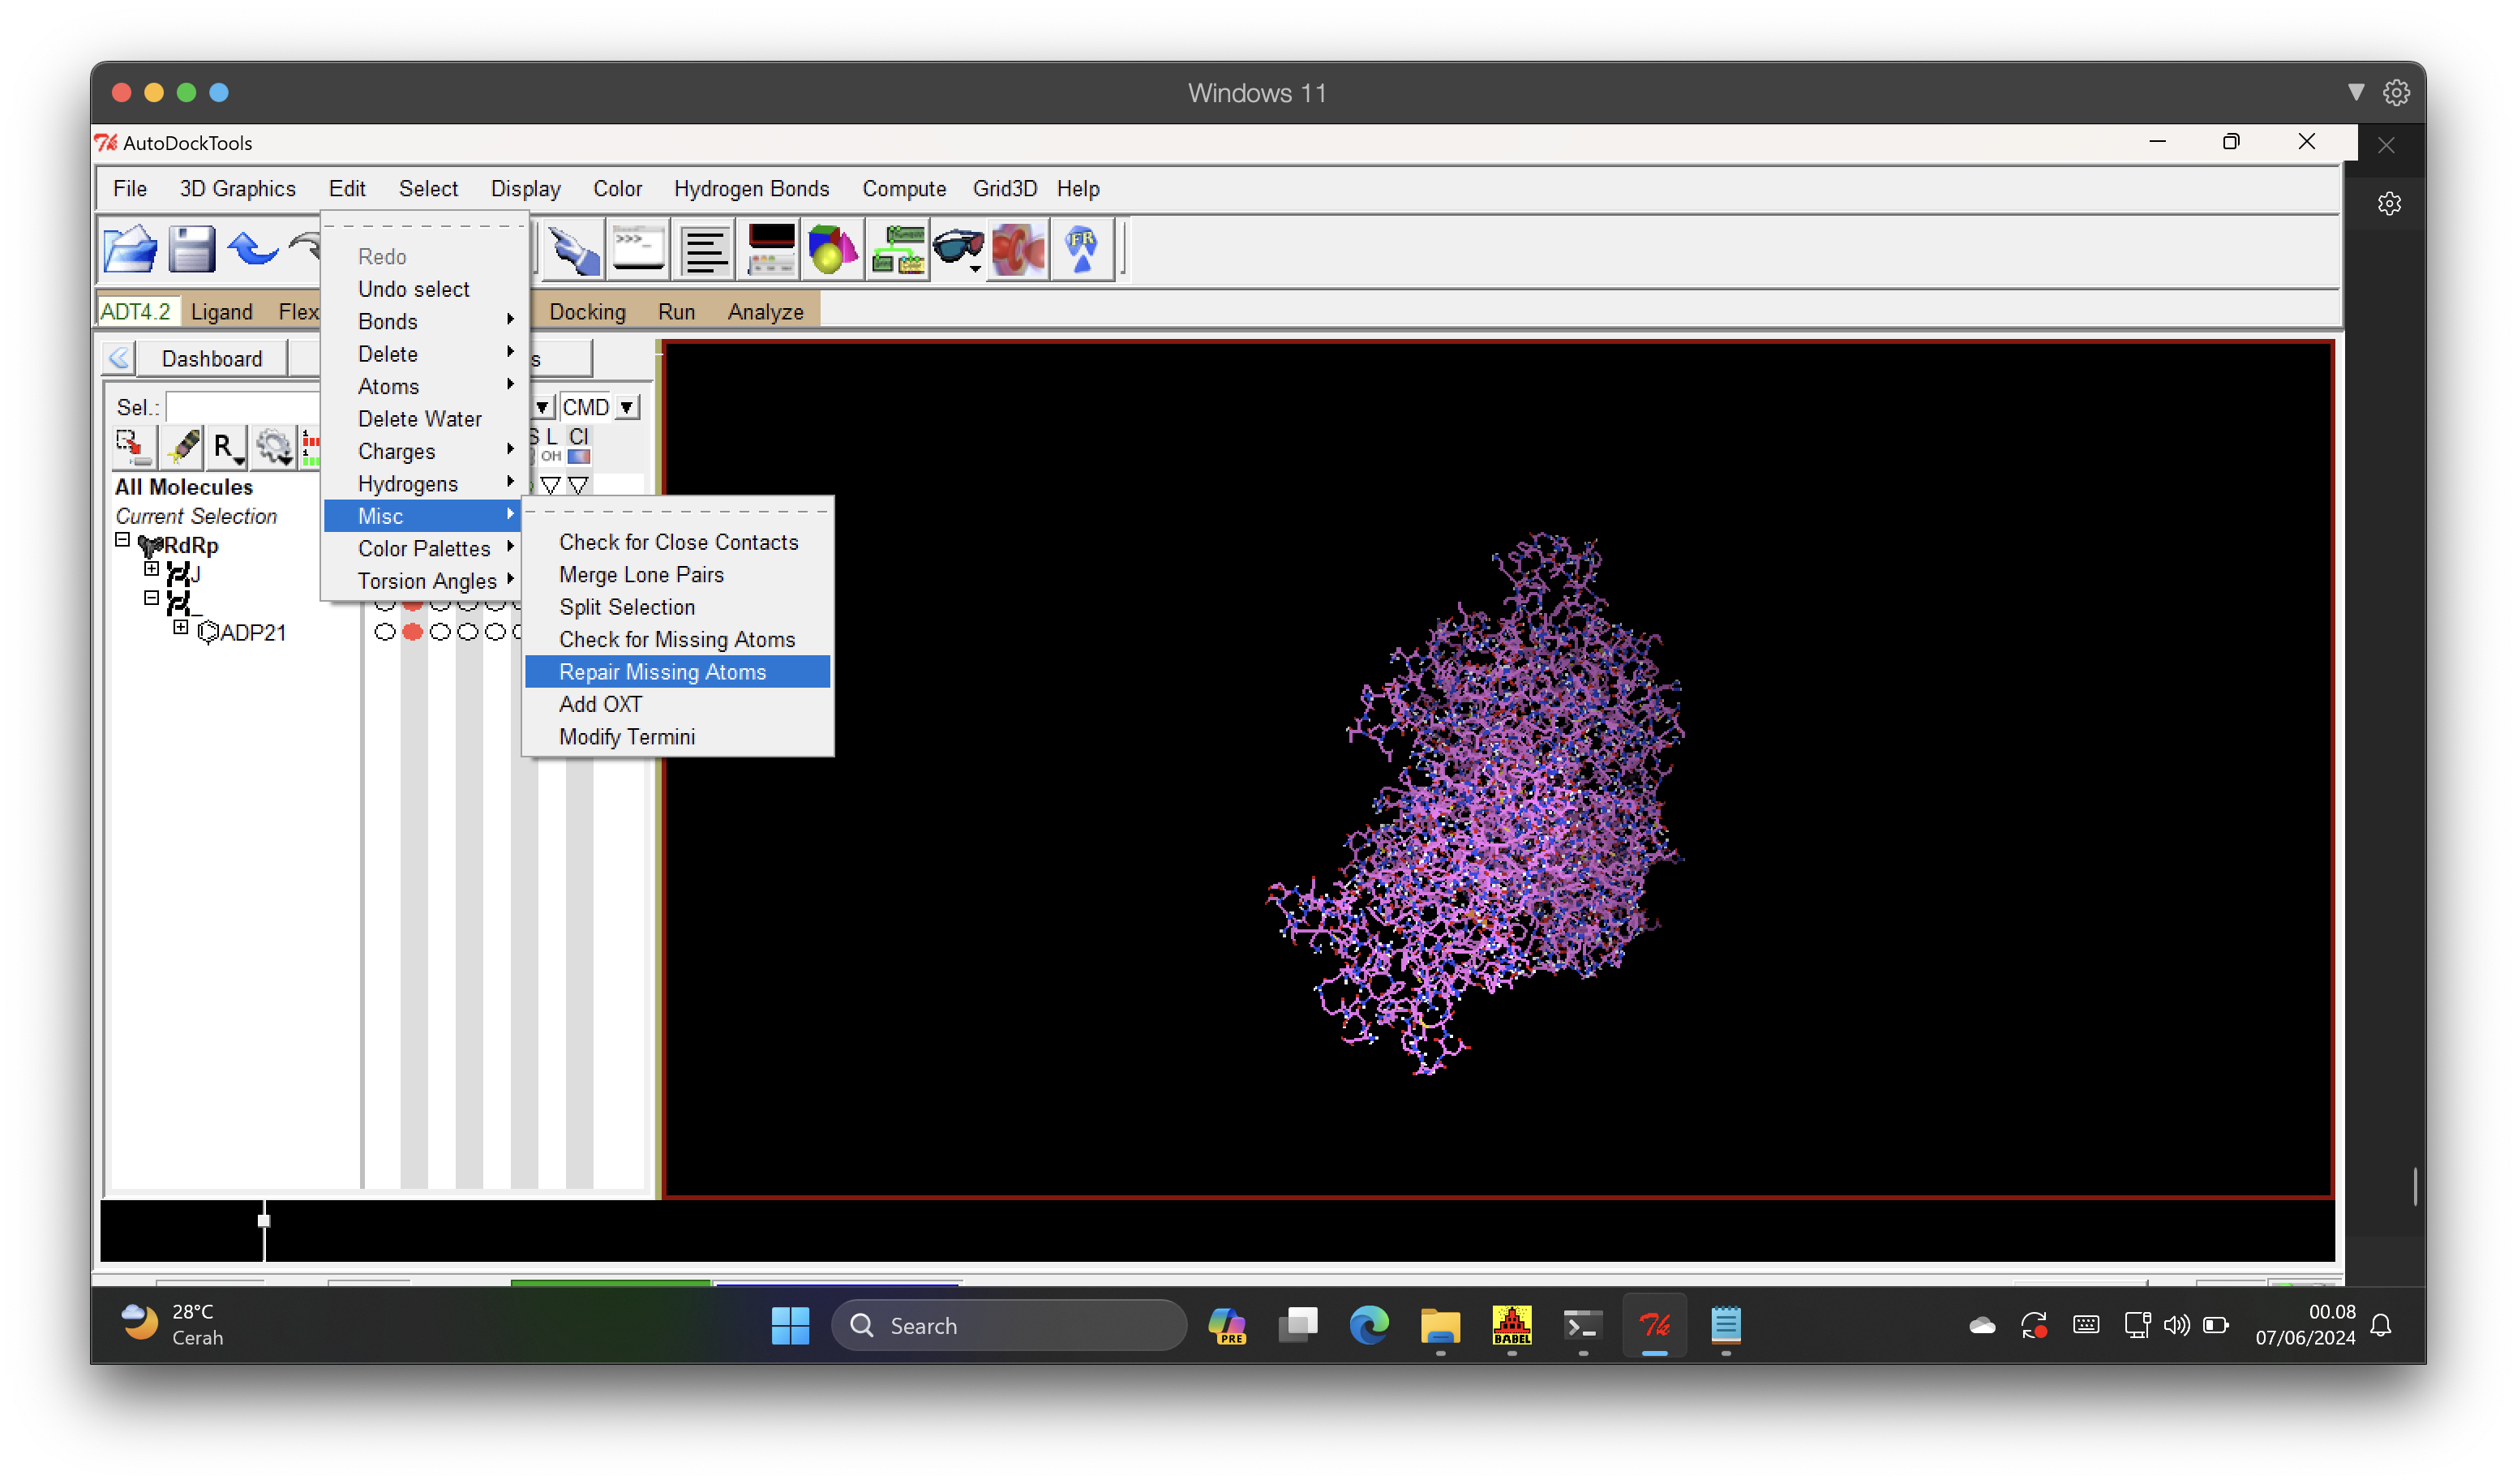 Windows 11
AutoDockTools
File 3D Graphics Edit Select Display Color Hydrogen Bonds Compute Grid3D Help
>>>_
FR
ADT4.2 Ligand Flex Docking Run Analyze
Dashboard s
Sel.: CMD
R
S L Cl
OH
All Molecules
Current Selection
RdRp
J
_
ADP21
Redo
Undo select
Bonds
Delete
Atoms
Delete Water
Charges
Hydrogens
Misc
Color Palettes
Torsion Angles
Check for Close Contacts
Merge Lone Pairs
Split Selection
Check for Missing Atoms
Repair Missing Atoms
Add OXT
Modify Termini
28°C
Cerah
Search
PRE
BABEL
00.08
07/06/2024